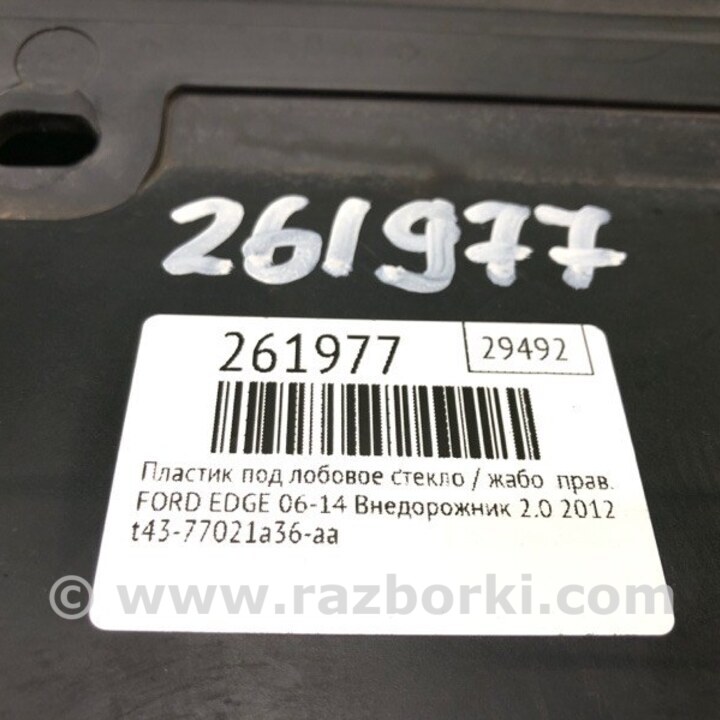 261977
261977 29492
Пластик под лобовое стекло / жабо прав.
FORD EDGE 06-14 Внедорожник 2.0 2012
t43-77021a36-aa
© www.razborki.com